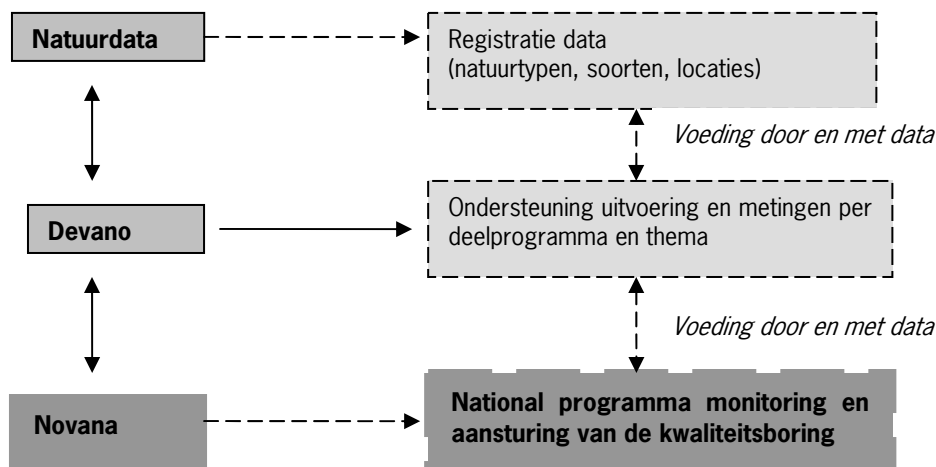 Natuurdata
Registratie data
(natuurtypen, soorten, locaties)
Voeding door en met data
Devano
Ondersteuning uitvoering en metingen per
deelprogramma en thema
Voeding door en met data
Novana
National programma monitoring en
aansturing van de kwaliteitsboring